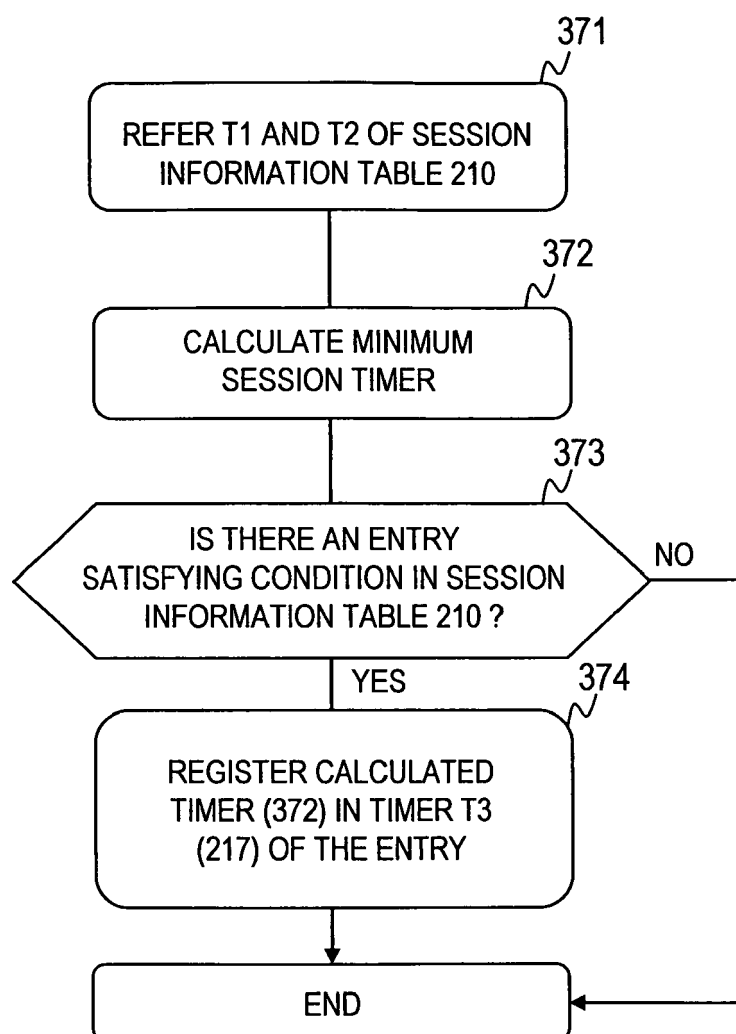 371
REFER T1 AND T2 OF SESSION
INFORMATION TABLE 210
372
CALCULATE MINIMUM
SESSION TIMER
373
IS THERE AN ENTRY
SATISFYING CONDITION IN SESSION
INFORMATION TABLE 210 ?
NO
YES
374
REGISTER CALCULATED
TIMER (372) IN TIMER T3
(217) OF THE ENTRY
END